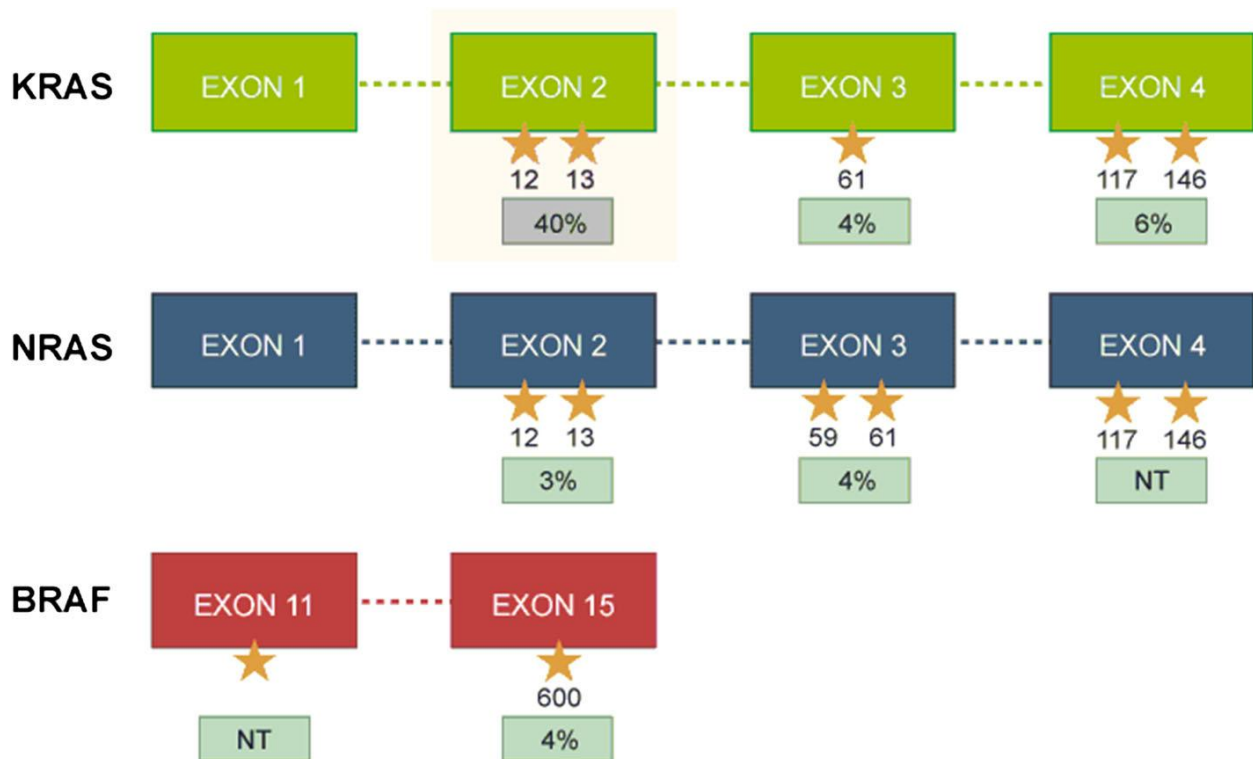 KRAS EXON 1 EXON 2 EXON 3 EXON 4
12 13 61 117 146
40% 4% 6%
NRAS EXON 1 EXON 2 EXON 3 EXON 4
12 13 59 61 117 146
3% 4% NT
BRAF EXON 11 EXON 15
600
NT 4%